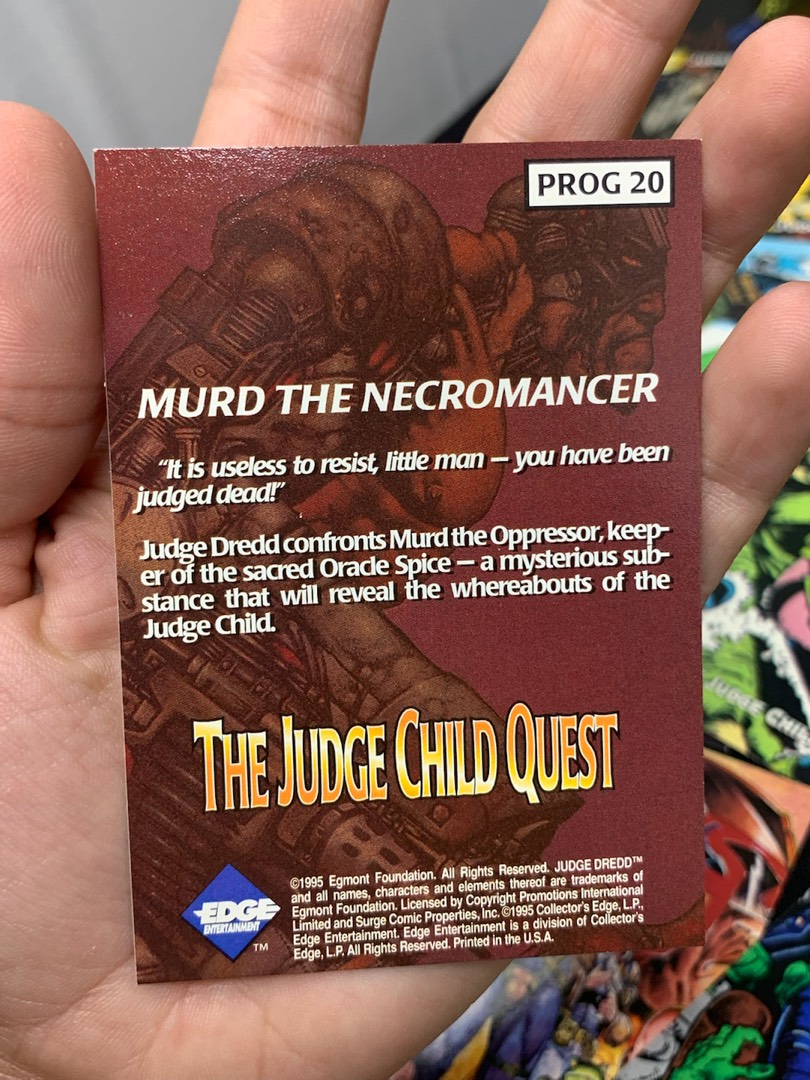 PROG 20
MURD THE NECROMANCER
“It is useless to resist, little man – you have been
judged dead!”
Judge Dredd confronts Murd the Oppressor, keep-
er of the sacred Oracle Spice – a mysterious sub-
stance that will reveal the whereabouts of the
Judge Child.
THE JUDGE CHILD QUEST
EDGE
ENTERTAINMENT
TM
©1995 Egmont Foundation. All Rights Reserved. JUDGE DREDD™
and all names, characters and elements thereof are trademarks of
Egmont Foundation. Licensed by Copyright Promotions International
Limited and Surge Comic Properties, Inc. ©1995 Collector's Edge, L.P.,
Edge Entertainment. Edge Entertainment is a division of Collector's
Edge, L.P. All Rights Reserved. Printed in the U.S.A.
JUDGE CHILD